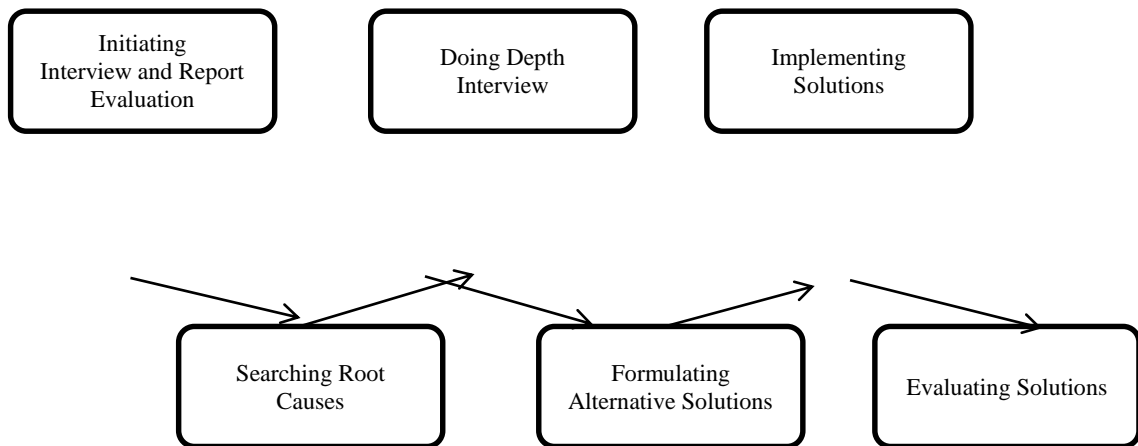 Initiating
Interview and Report
Evaluation
Doing Depth
Interview
Implementing
Solutions
Searching Root
Causes
Formulating
Alternative Solutions
Evaluating Solutions